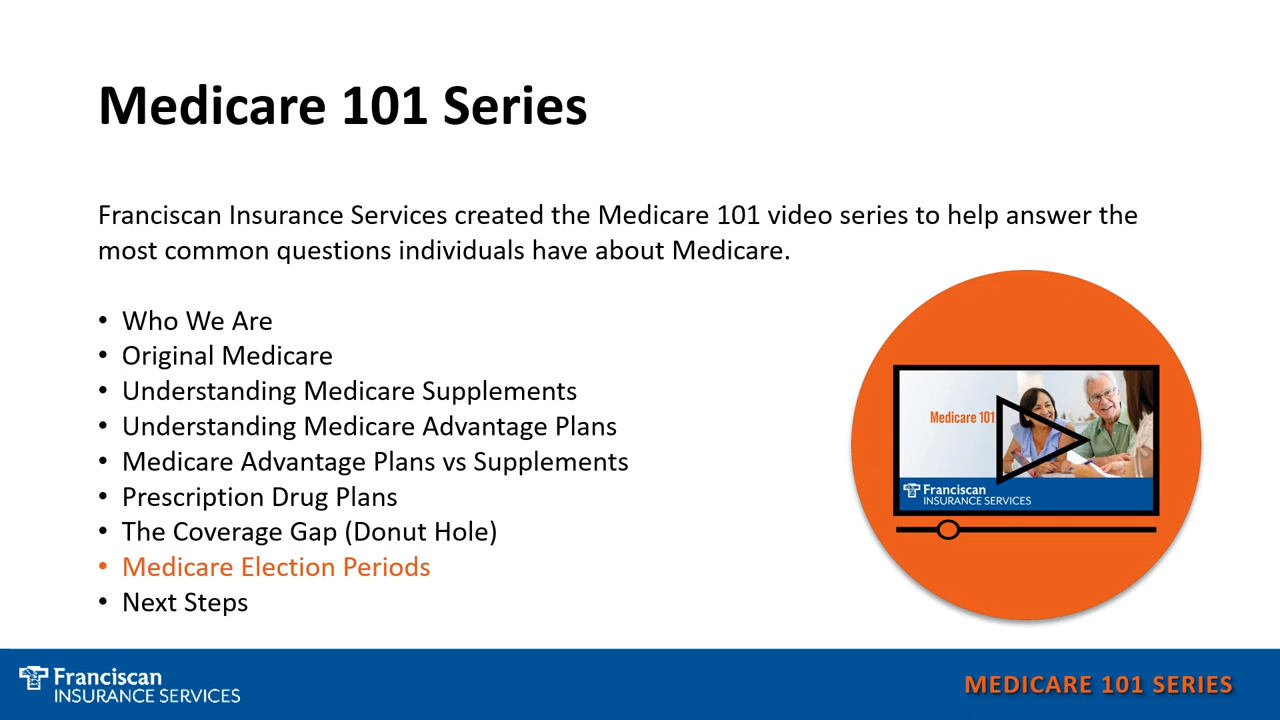 Medicare 101 Series
Franciscan Insurance Services created the Medicare 101 video series to help answer the
most common questions individuals have about Medicare.
• Who We Are
• Original Medicare
• Understanding Medicare Supplements
• Understanding Medicare Advantage Plans
• Medicare Advantage Plans vs Supplements
• Prescription Drug Plans
• The Coverage Gap (Donut Hole)
• Medicare Election Periods
• Next Steps
Medicare 101
Franciscan
INSURANCE SERVICES
Franciscan
INSURANCE SERVICES
MEDICARE 101 SERIES